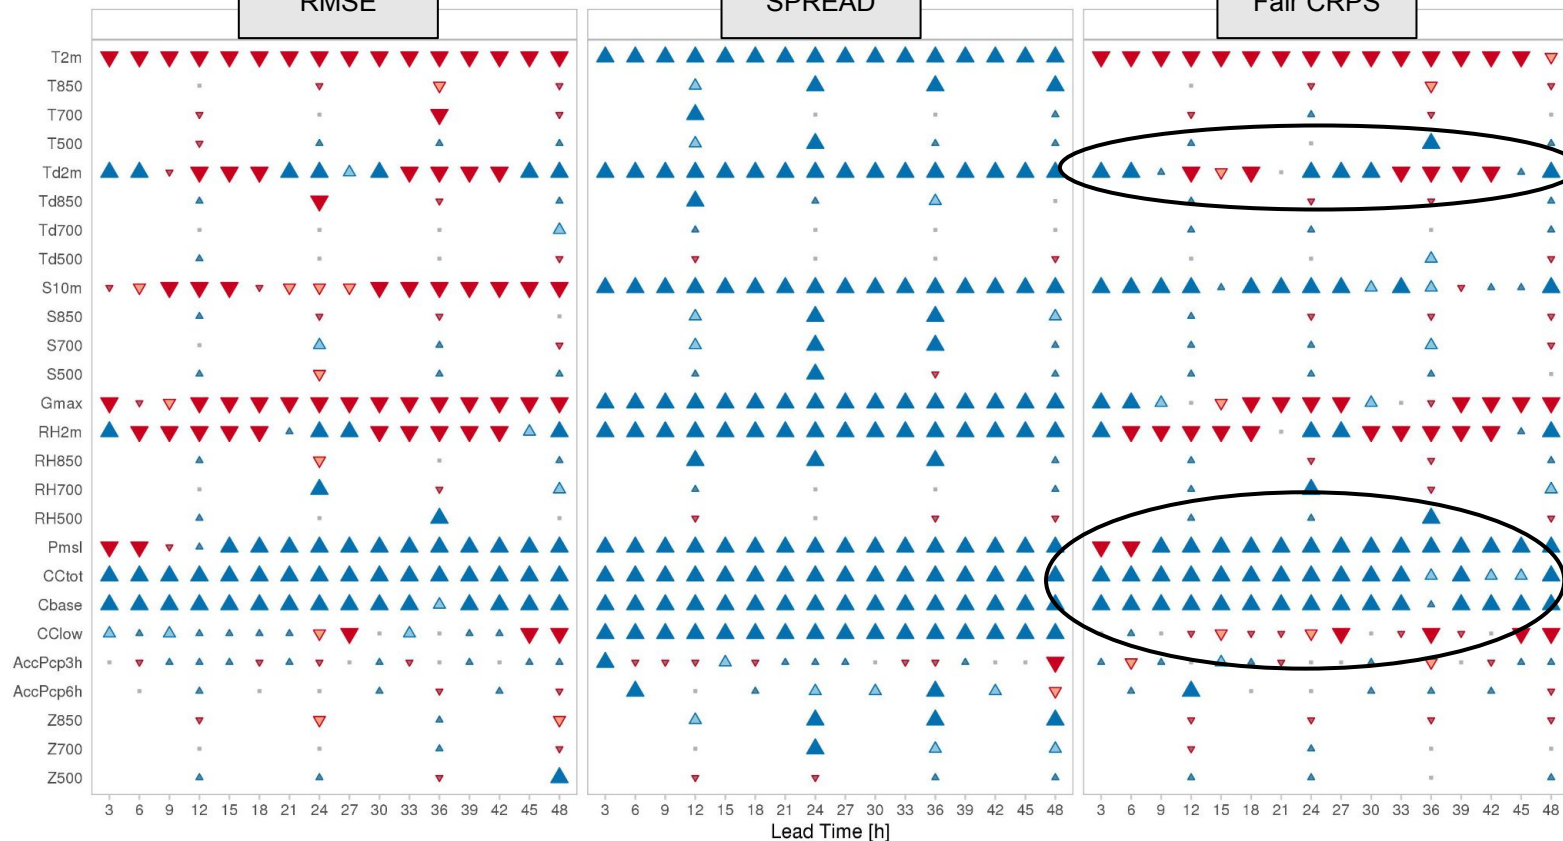 RMSE SPREAD Fair CRPS
T2m
T850
T700
T500
Td2m
Td850
Td700
Td500
S10m
S850
S700
S500
Gmax
RH2m
RH850
RH700
RH500
Pmsl
CCtot
Cbase
CClow
AccPcp3h
AccPcp6h
Z850
Z700
Z500
3 6 9 12 15 18 21 24 27 30 33 36 39 42 45 48 3 6 9 12 15 18 21 24 27 30 33 36 39 42 45 48 3 6 9 12 15 18 21 24 27 30 33 36 39 42 45 48
Lead Time [h]